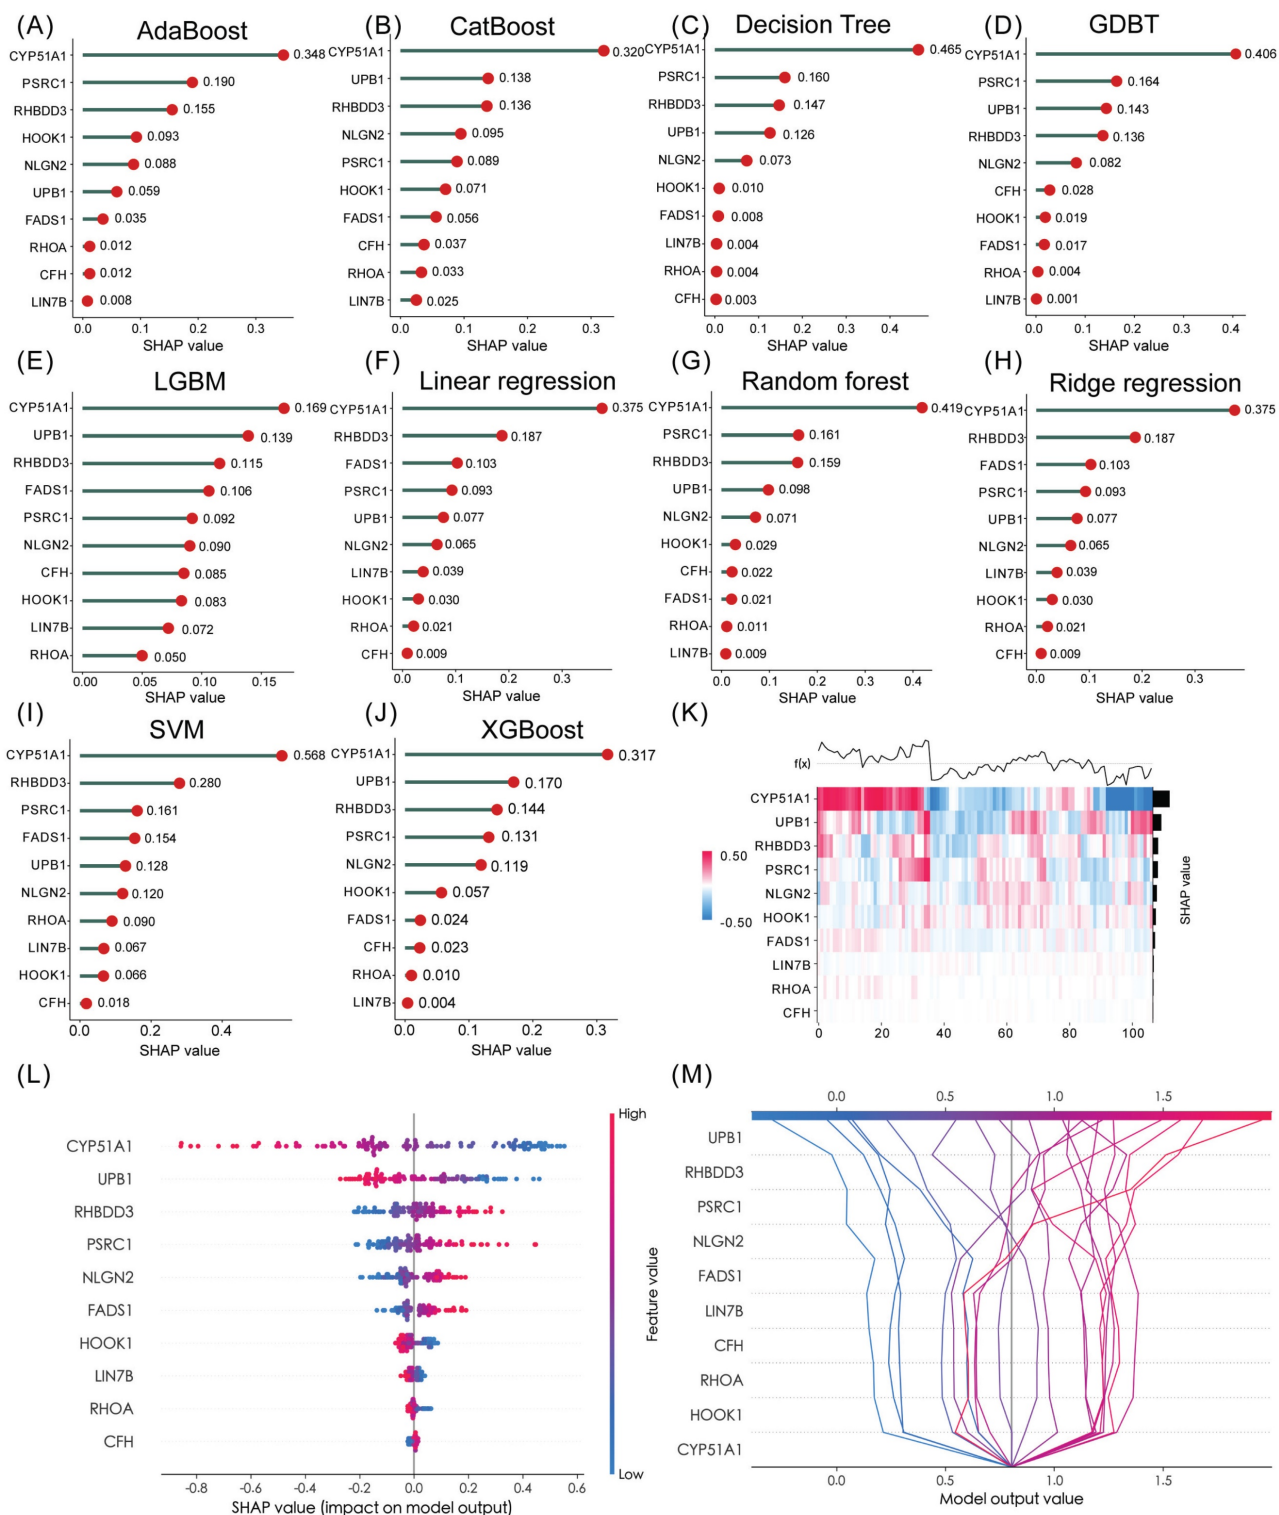 (A) AdaBoost
CYP51A1 0.348
PSRC1 0.190
RHBDD3 0.155
HOOK1 0.093
NLGN2 0.088
UPB1 0.059
FADS1 0.035
RHOA 0.012
CFH 0.012
LIN7B 0.008
0.0 0.1 0.2 0.3
SHAP value
(B) CatBoost
CYP51A1 0.320
UPB1 0.138
RHBDD3 0.136
NLGN2 0.095
PSRC1 0.089
HOOK1 0.071
FADS1 0.056
CFH 0.037
RHOA 0.033
LIN7B 0.025
0.0 0.1 0.2 0.3
SHAP value
(C) Decision Tree
CYP51A1 0.465
PSRC1 0.160
RHBDD3 0.147
UPB1 0.126
NLGN2 0.073
HOOK1 0.010
FADS1 0.008
LIN7B 0.004
RHOA 0.004
CFH 0.003
0.0 0.1 0.2 0.3 0.4
SHAP value
(D) GDBT
CYP51A1 0.406
PSRC1 0.164
UPB1 0.143
RHBDD3 0.136
NLGN2 0.082
CFH 0.028
HOOK1 0.019
FADS1 0.017
RHOA 0.004
LIN7B 0.001
0.0 0.1 0.2 0.3 0.4
SHAP value
(E) LGBM
CYP51A1 0.169
UPB1 0.139
RHBDD3 0.115
FADS1 0.106
PSRC1 0.092
NLGN2 0.090
CFH 0.085
HOOK1 0.083
LIN7B 0.072
RHOA 0.050
0.00 0.05 0.10 0.15
SHAP value
(F) Linear regression
CYP51A1 0.375
RHBDD3 0.187
FADS1 0.103
PSRC1 0.093
UPB1 0.077
NLGN2 0.065
LIN7B 0.039
HOOK1 0.030
RHOA 0.021
CFH 0.009
0.0 0.1 0.2 0.3
SHAP value
(G) Random forest
CYP51A1 0.419
PSRC1 0.161
RHBDD3 0.159
UPB1 0.098
NLGN2 0.071
HOOK1 0.029
CFH 0.022
FADS1 0.021
RHOA 0.011
LIN7B 0.009
0.0 0.1 0.2 0.3 0.4
SHAP value
(H) Ridge regression
CYP51A1 0.375
RHBDD3 0.187
FADS1 0.103
PSRC1 0.093
UPB1 0.077
NLGN2 0.065
LIN7B 0.039
HOOK1 0.030
RHOA 0.021
CFH 0.009
0.0 0.1 0.2 0.3
SHAP value
(I) SVM
CYP51A1 0.568
RHBDD3 0.280
PSRC1 0.161
FADS1 0.154
UPB1 0.128
NLGN2 0.120
RHOA 0.090
LIN7B 0.067
HOOK1 0.066
CFH 0.018
0.0 0.2 0.4
SHAP value
(J) XGBoost
CYP51A1 0.317
UPB1 0.170
RHBDD3 0.144
PSRC1 0.131
NLGN2 0.119
HOOK1 0.057
FADS1 0.024
CFH 0.023
RHOA 0.010
LIN7B 0.004
0.0 0.1 0.2 0.3
SHAP value
(K)
f(x)
CYP51A1
UPB1
RHBDD3
PSRC1
NLGN2
HOOK1
FADS1
LIN7B
RHOA
CFH
0.50
-0.50
SHAP value
0 20 40 60 80 100
(L)
CYP51A1
UPB1
RHBDD3
PSRC1
NLGN2
FADS1
HOOK1
LIN7B
RHOA
CFH
-0.8 -0.6 -0.4 -0.2 0.0 0.2 0.4 0.6
SHAP value (impact on model output)
High
Feature value
Low
(M)
0.0 0.5 1.0 1.5
UPB1
RHBDD3
PSRC1
NLGN2
FADS1
LIN7B
CFH
RHOA
HOOK1
CYP51A1
0.0 0.5 1.0 1.5
Model output value